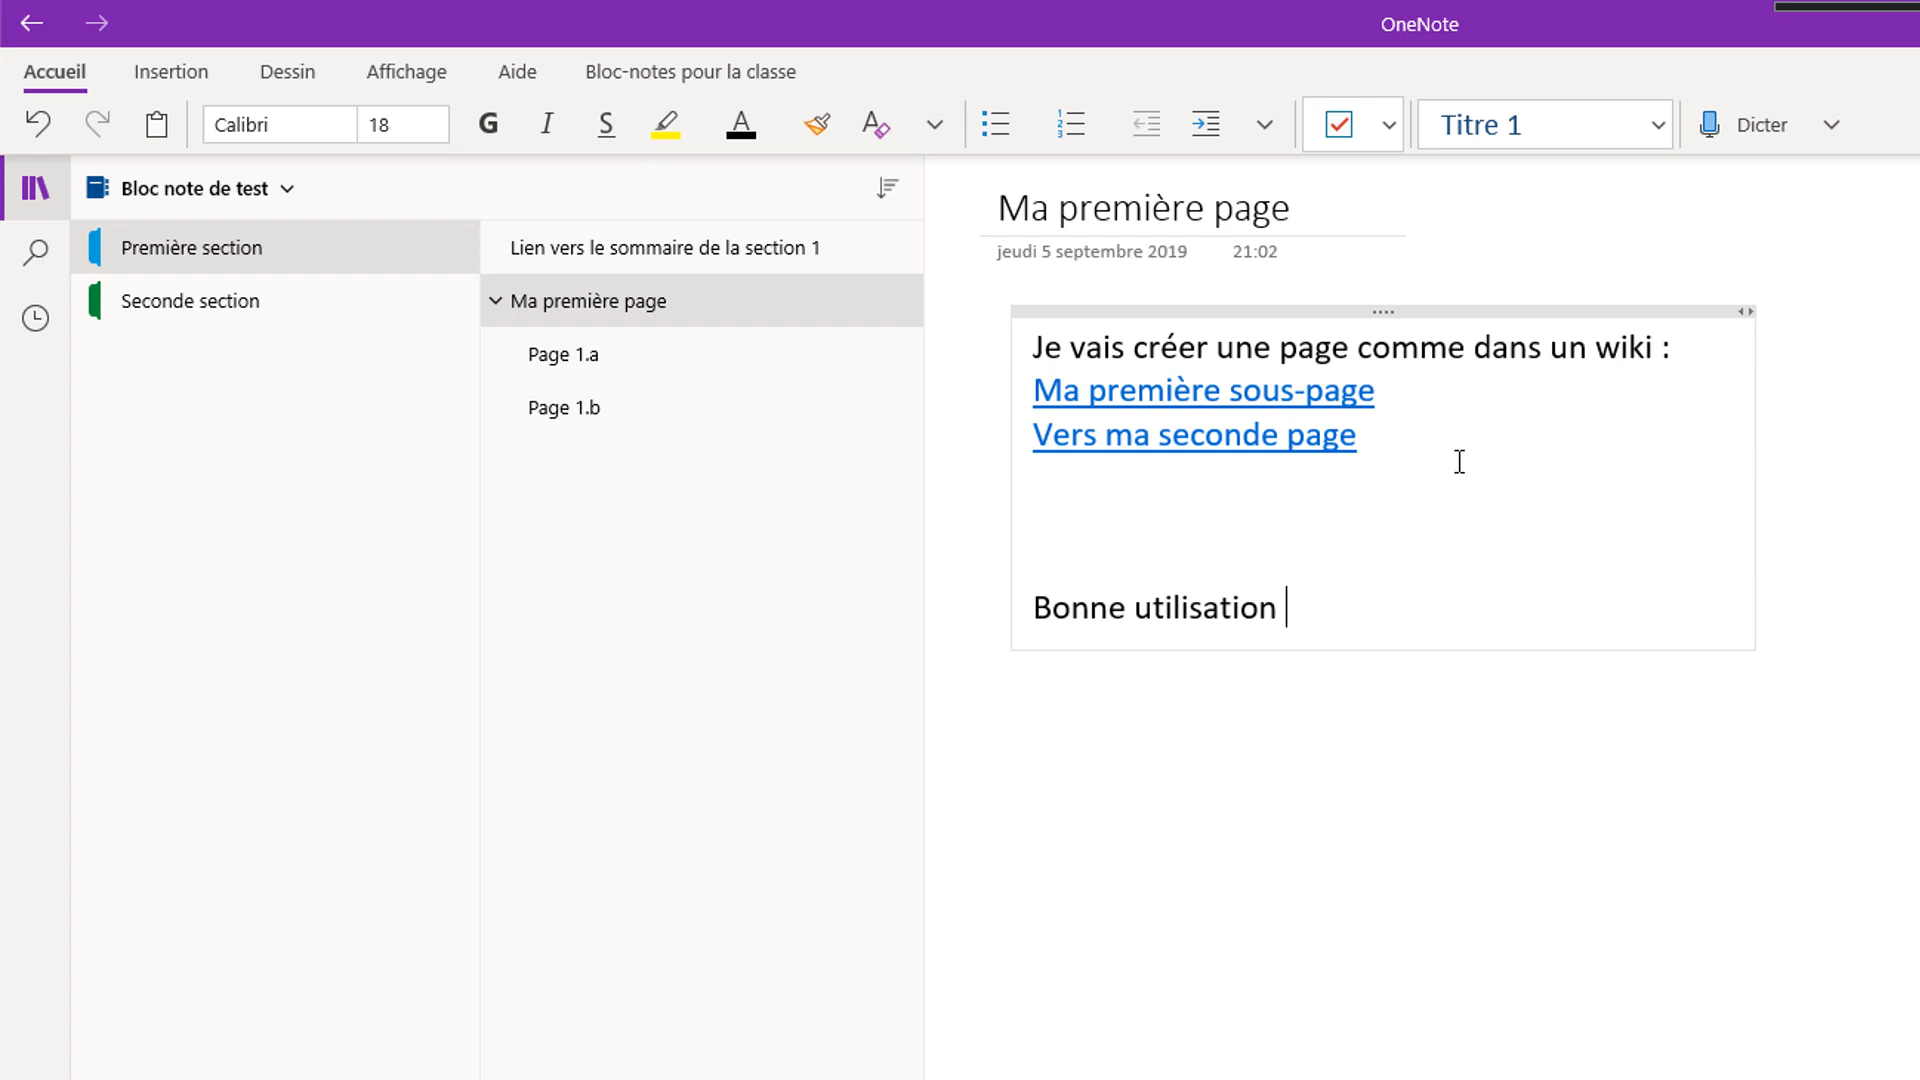 OneNote
Accueil Insertion Dessin Affichage Aide Bloc-notes pour la classe
Calibri 18 G I S A A Titre 1 Dicter
Bloc note de test
Première section
Seconde section
Lien vers le sommaire de la section 1
Ma première page
Page 1.a
Page 1.b
Ma première page
jeudi 5 septembre 2019 21:02
Je vais créer une page comme dans un wiki :
Ma première sous-page
Vers ma seconde page
Bonne utilisation